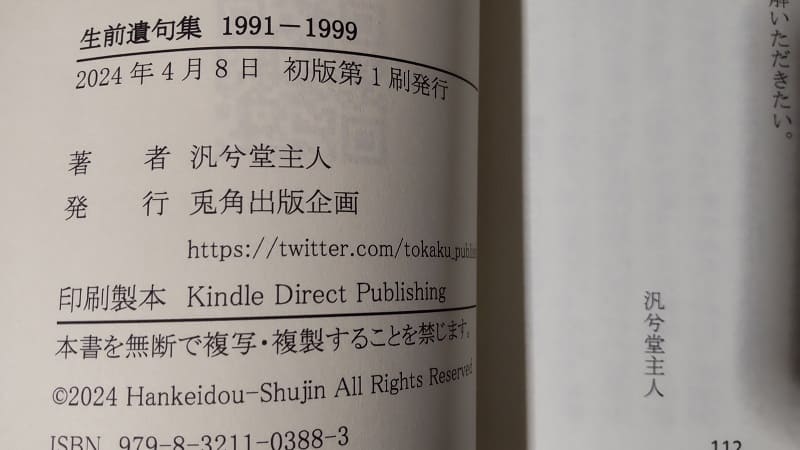 生前遺句集 1991－1999
2024年4月8日 初版第1刷発行
著 者 汎兮堂主人
発 行 兎角出版企画
https://twitter.com/tokaku_publis
印刷製本 Kindle Direct Publishing
本書を無断で複写・複製することを禁じます。
©2024 Hankeidou-Shujin All Rights Reserved
ISBN 979-8-3211-0388-3
解いただきたい。
汎兮堂主人
112